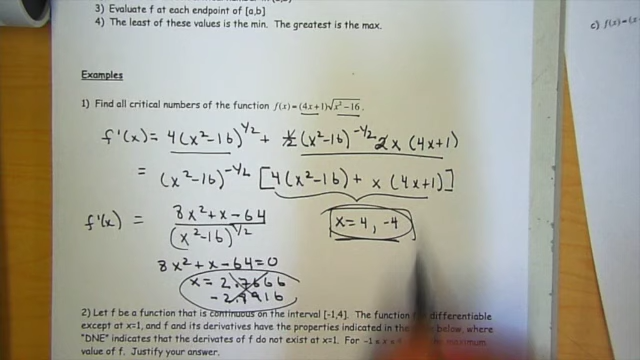 3) Evaluate f at each endpoint of [a,b]
4) The least of these values is the min. The greatest is the max.
c) f(x)=
Examples
1) Find all critical numbers of the function f(x)=(4x+1)√(x²-16).
f'(x) = 4(x²-16)^1/2 + 1/2(x²-16)^-1/2 2x(4x+1)
= (x²-16)^-1/2 [4(x²-16) + x(4x+1)]
f'(x) = 8x²+x-64 / (x²-16)^1/2
x=4, -4
8x²+x-64=0
x = 2.7666
-2.8916
2) Let f be a function that is continuous on the interval [-1,4]. The function differentiable
except at x=1, and f and its derivatives have the properties indicated in the below, where
"DNE" indicates that the derivates of f do not exist at x=1. For -1 maximum
value of f. Justify your answer.